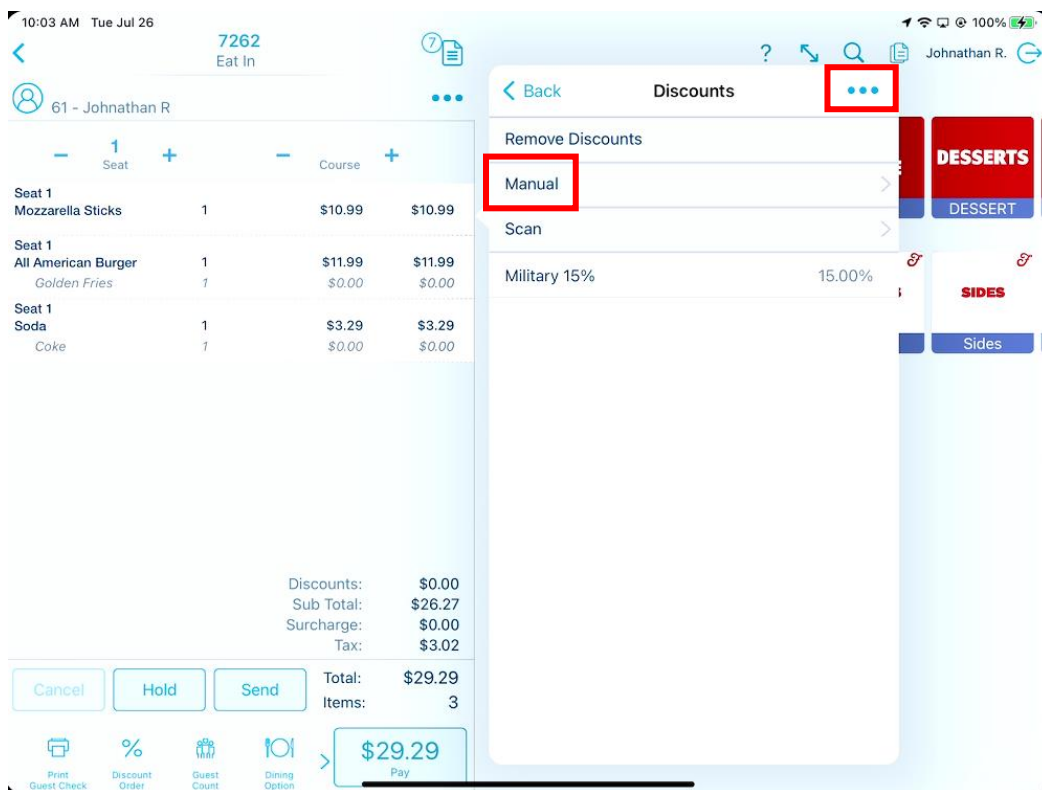 10:03 AM Tue Jul 26
100%
7262
Eat In
7
? Johnathan R.
61 - Johnathan R
Back Discounts
Remove Discounts
Manual
Scan
Military 15% 15.00%
1
Seat
Course
Seat 1
Mozzarella Sticks 1 $10.99 $10.99
Seat 1
All American Burger 1 $11.99 $11.99
Golden Fries 1 $0.00 $0.00
Seat 1
Soda 1 $3.29 $3.29
Coke 1 $0.00 $0.00
DESSERTS
DESSERT
SIDES
Sides
Discounts: $0.00
Sub Total: $26.27
Surcharge: $0.00
Tax: $3.02
Total: $29.29
Items: 3
Cancel Hold Send
Print
Guest Check
%
Discount
Order
Guest
Count
Dining
Option
$29.29
Pay